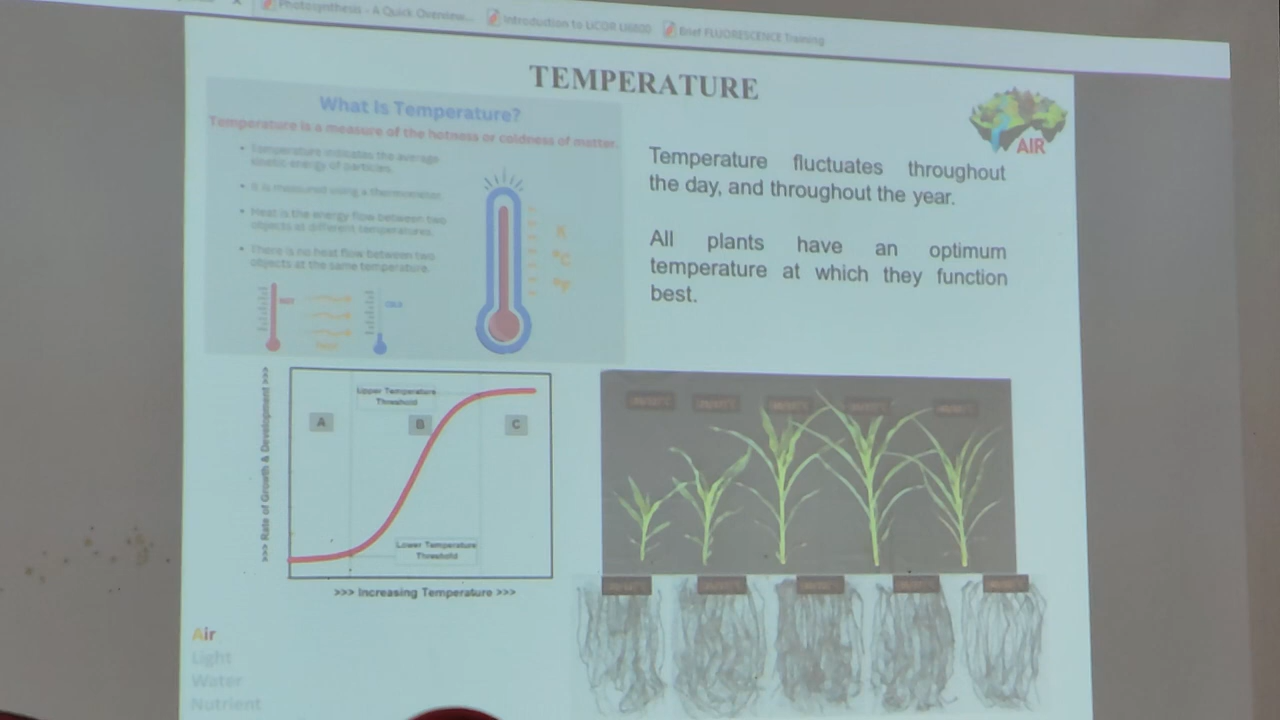 Photosynthesis - A Quick Overview...
Introduction to LICOR LI6800
Brief FLUORESCENCE Training
TEMPERATURE
What Is Temperature?
Temperature is a measure of the hotness or coldness of matter.
• Temperature indicates the average
kinetic energy of particles.
• It is measured using a thermometer.
• Heat is the energy flow between two
objects at different temperatures.
• There is no heat flow between two
objects at the same temperature.
HOT
COLD
K
°C
°F
AIR
Temperature fluctuates throughout
the day, and throughout the year.
All plants have an optimum
temperature at which they function
best.
>>> Rate of Growth & Development >>>
Upper Temperature
Threshold
A
B
C
Lower Temperature
Threshold
>>> Increasing Temperature >>>
Air
Light
Water
Nutrient